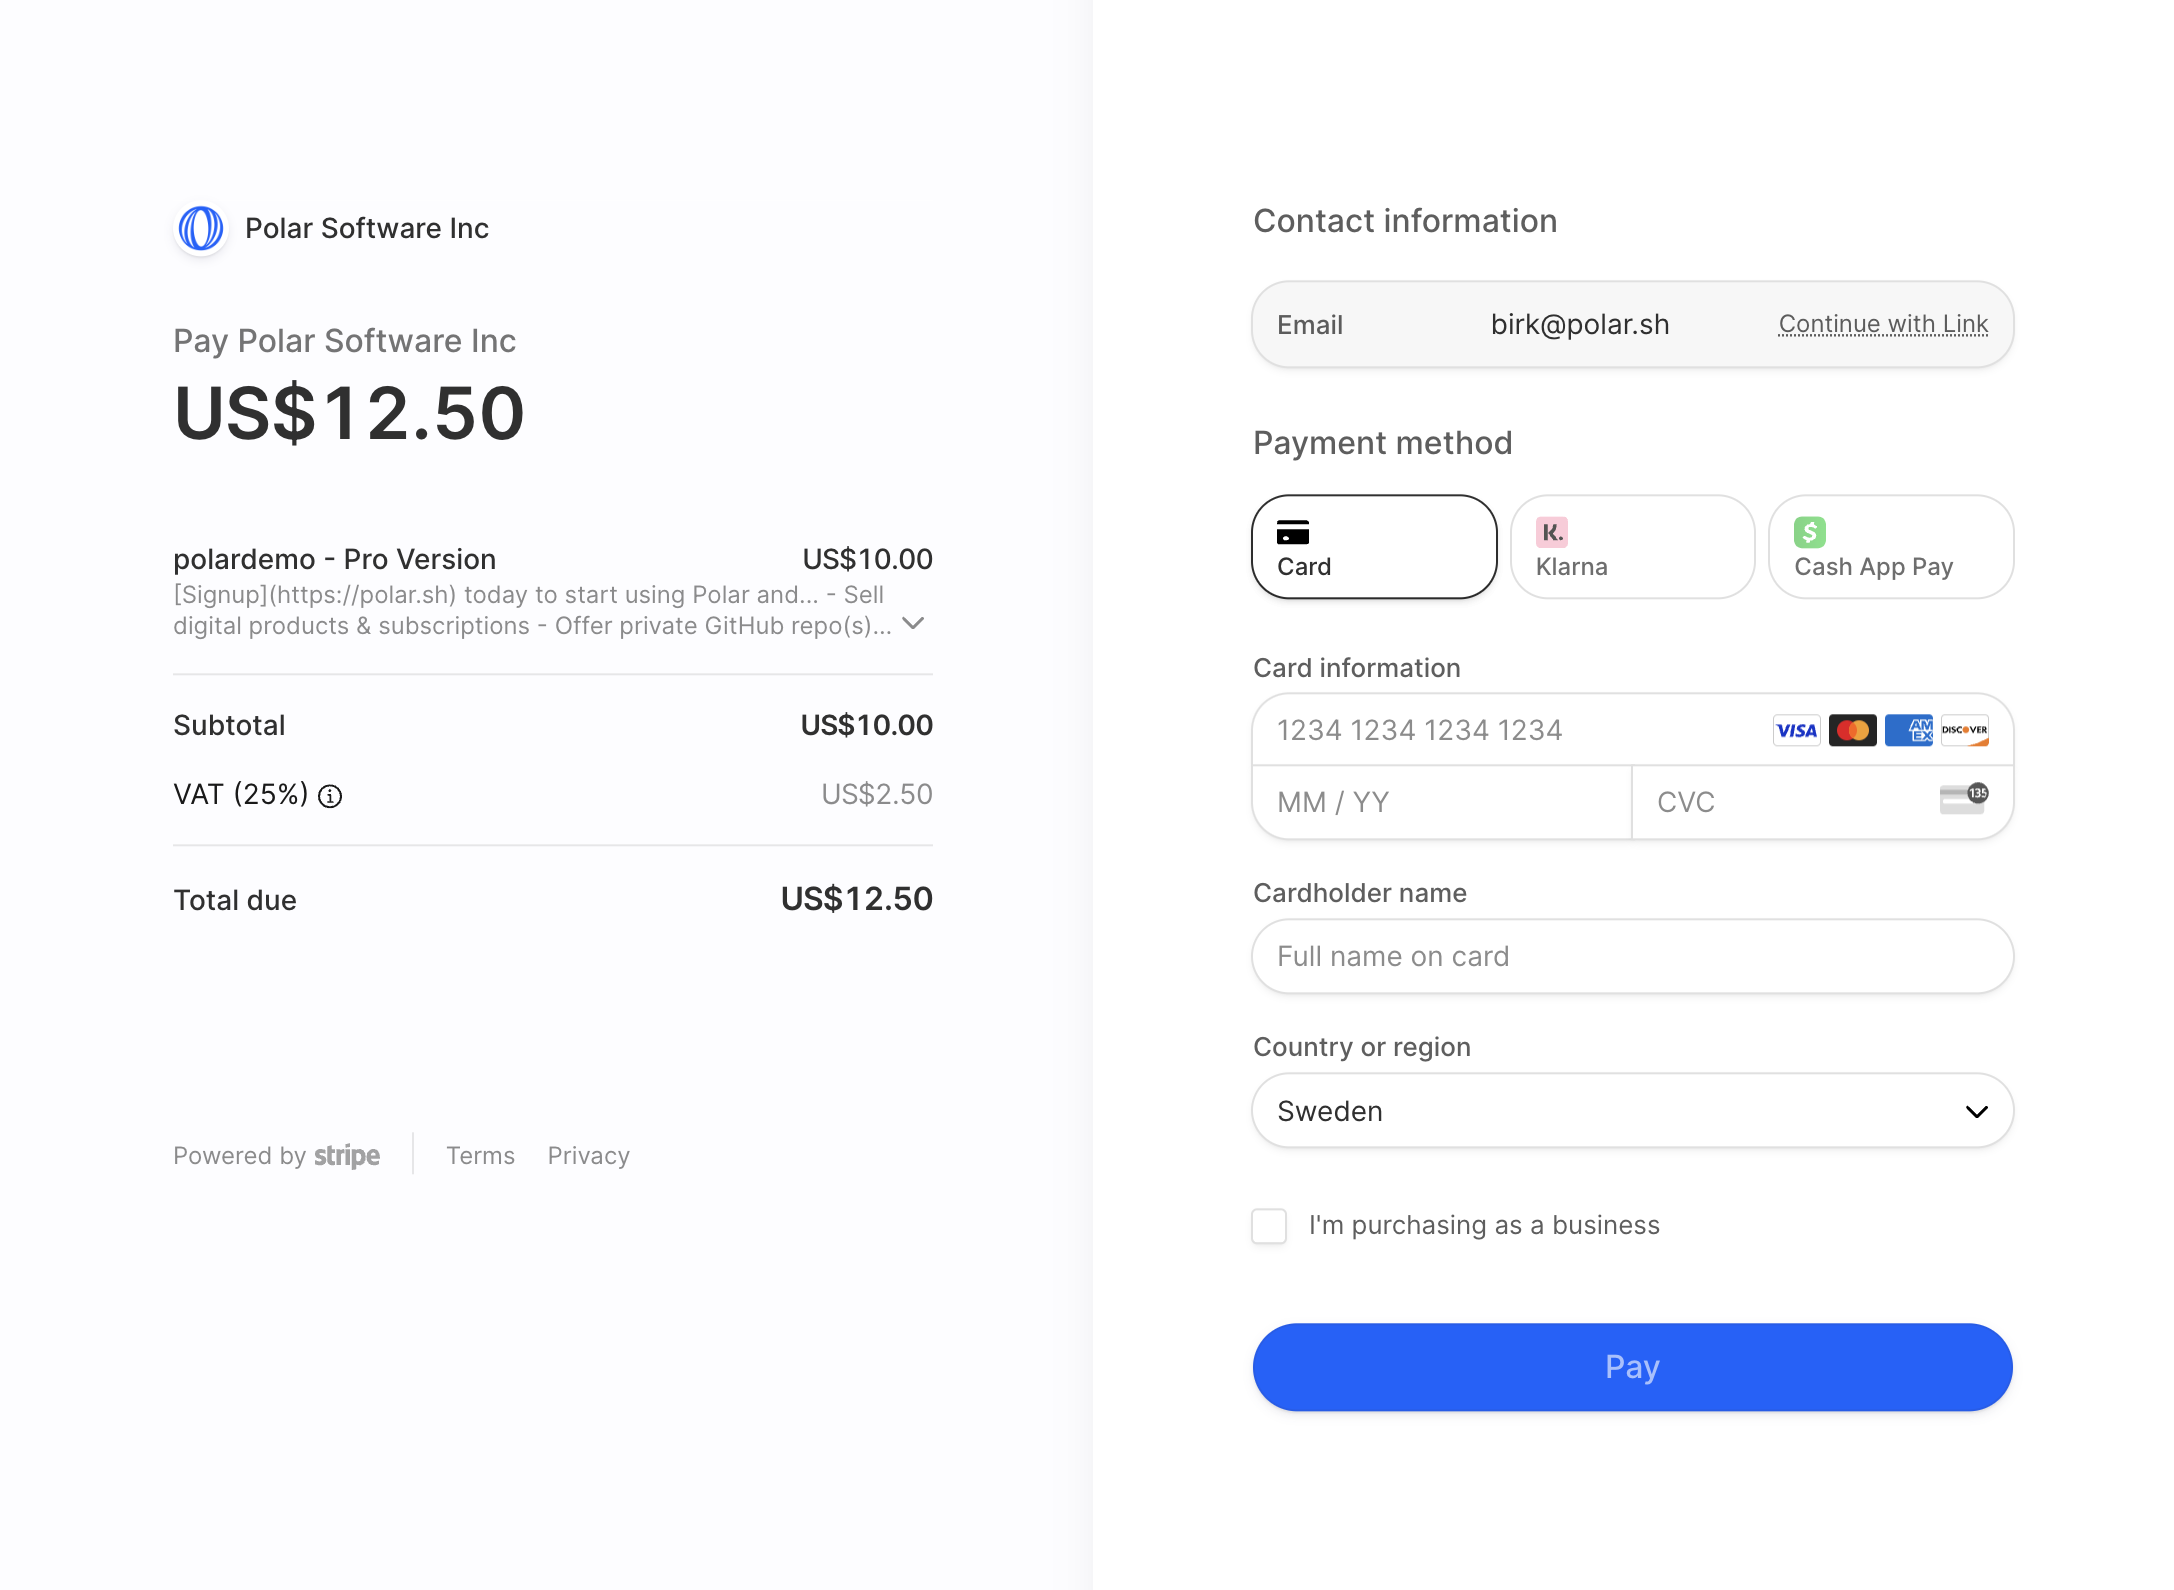 Polar Software Inc
Pay Polar Software Inc
US$12.50
polardemo - Pro Version US$10.00
[Signup](https://polar.sh) today to start using Polar and... - Sell
digital products & subscriptions - Offer private GitHub repo(s)...
Subtotal US$10.00
VAT (25%) US$2.50
Total due US$12.50
Powered by stripe Terms Privacy
Contact information
Email birk@polar.sh Continue with Link
Payment method
K. $
Card Klarna Cash App Pay
Card information
1234 1234 1234 1234 VISA AMEX DISCOVER
MM / YY CVC 135
Cardholder name
Full name on card
Country or region
Sweden
I'm purchasing as a business
Pay